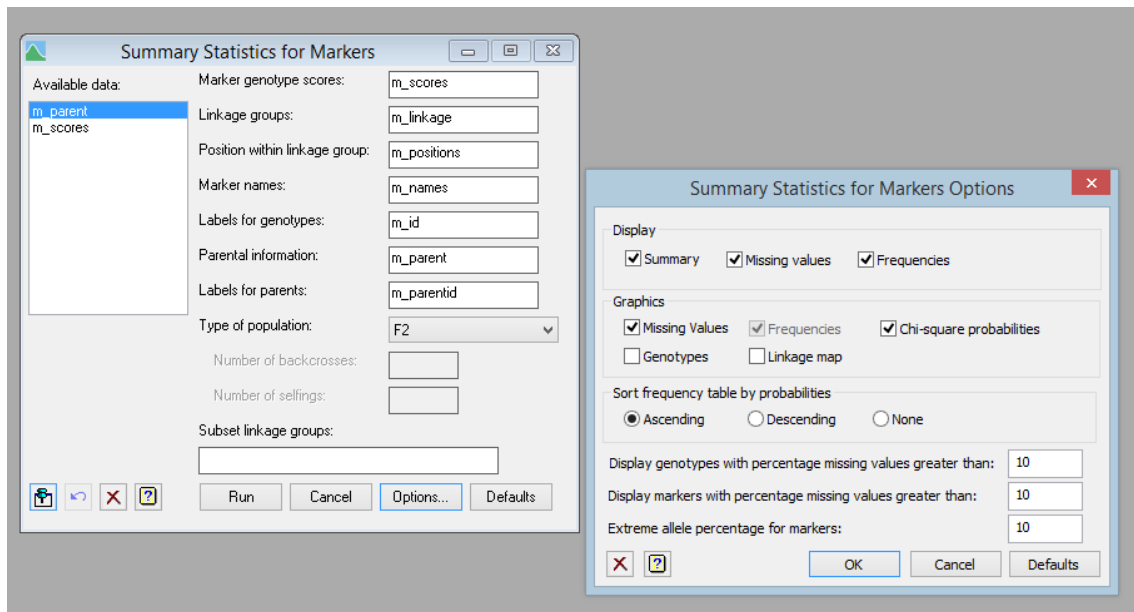 Summary Statistics for Markers
Available data:
m_parent
m_scores
Marker genotype scores: m_scores
Linkage groups: m_linkage
Position within linkage group: m_positions
Marker names: m_names
Labels for genotypes: m_id
Parental information: m_parent
Labels for parents: m_parentid
Type of population: F2
Number of backcrosses:
Number of selfings:
Subset linkage groups:
Run Cancel Options... Defaults
Summary Statistics for Markers Options
Display
Summary Missing values Frequencies
Graphics
Missing Values Frequencies Chi-square probabilities
Genotypes Linkage map
Sort frequency table by probabilities
Ascending Descending None
Display genotypes with percentage missing values greater than: 10
Display markers with percentage missing values greater than: 10
Extreme allele percentage for markers: 10
OK Cancel Defaults